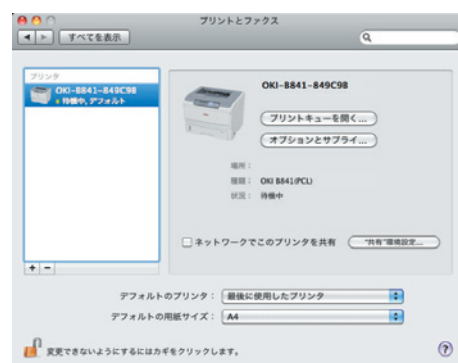 プリントとファクス
すべてを表示
プリンタ
OKI-B841-849C98
待機中, デフォルト
OKI-B841-849C98
プリントキューを開く...
オプションとサプライ...
場所：
種類： OKI B841(PCL)
状況： 待機中
ネットワークでこのプリンタを共有
"共有"環境設定...
+ -
デフォルトのプリンタ： 最後に使用したプリンタ
デフォルトの用紙サイズ： A4
変更できないようにするにはカギをクリックします。
?